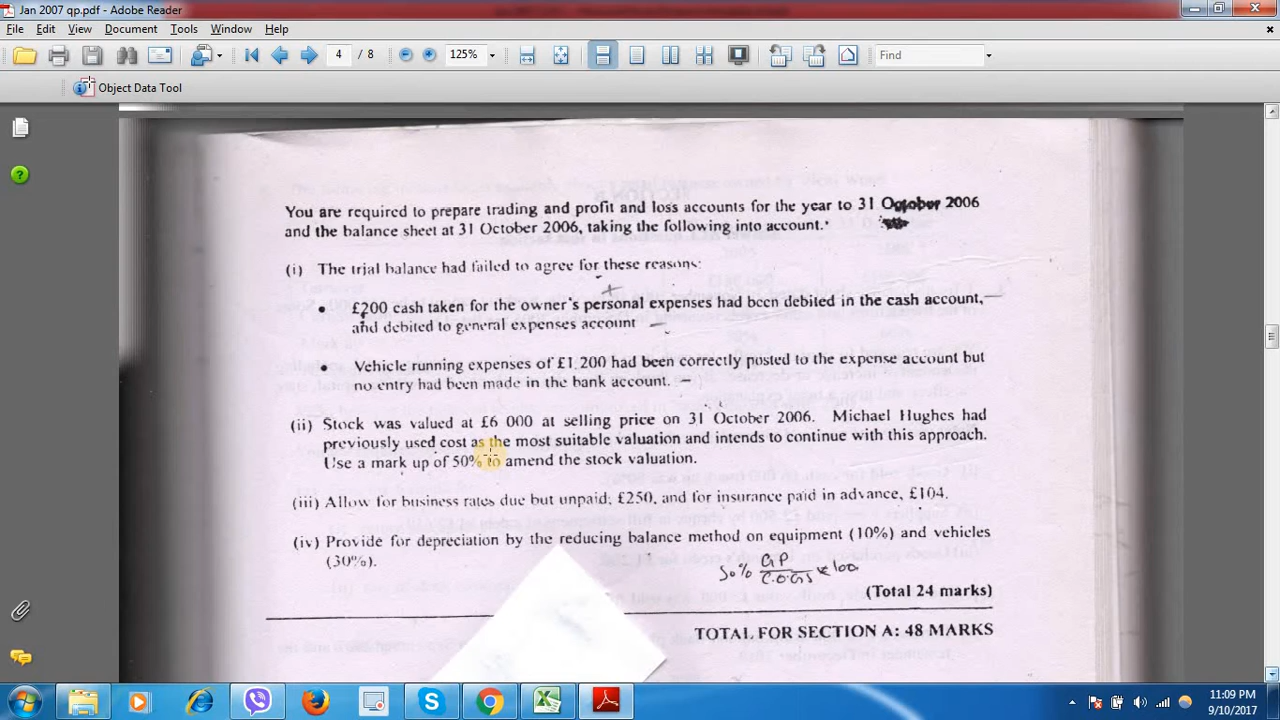 Jan 2007 qp.pdf - Adobe Reader
File Edit View Document Tools Window Help
4 / 8 125% Find
Object Data Tool
You are required to prepare trading and profit and loss accounts for the year to 31 October 2006
and the balance sheet at 31 October 2006, taking the following into account.
(i) The trial balance had failed to agree for these reasons:
• £200 cash taken for the owner's personal expenses had been debited in the cash account,
and debited to general expenses account
• Vehicle running expenses of £1 200 had been correctly posted to the expense account but
no entry had been made in the bank account.
(ii) Stock was valued at £6 000 at selling price on 31 October 2006. Michael Hughes had
previously used cost as the most suitable valuation and intends to continue with this approach.
Use a mark up of 50% to amend the stock valuation.
(iii) Allow for business rates due but unpaid, £250, and for insurance paid in advance, £104.
(iv) Provide for depreciation by the reducing balance method on equipment (10%) and vehicles
(30%).
50% GP
C.O.GS × 100
(Total 24 marks)
TOTAL FOR SECTION A: 48 MARKS
11:09 PM
9/10/2017